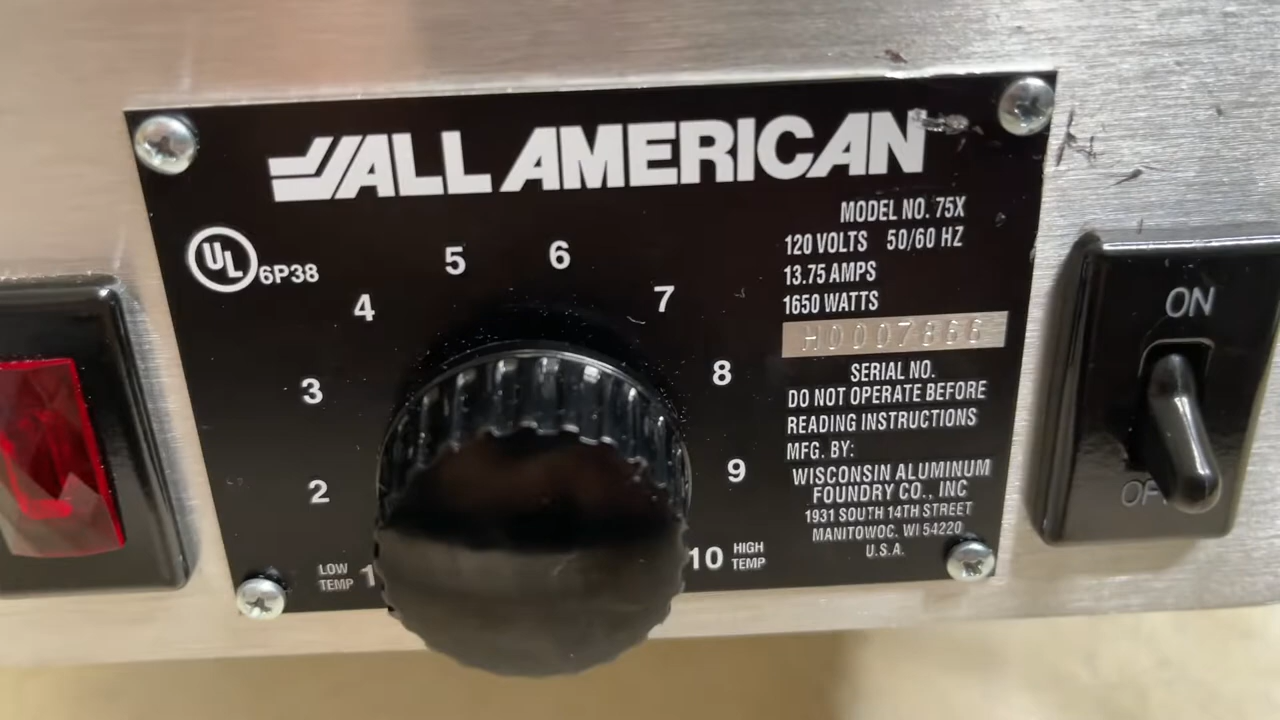 ALL AMERICAN
MODEL NO. 75X
120 VOLTS 50/60 HZ
13.75 AMPS
1650 WATTS
H0007866
SERIAL NO.
DO NOT OPERATE BEFORE
READING INSTRUCTIONS
MFG. BY:
WISCONSIN ALUMINUM
FOUNDRY CO., INC
1931 SOUTH 14TH STREET
MANITOWOC. WI 54220
U.S.A.
UL 6P38
LOW
TEMP 1
2
3
4
5
6
7
8
9
10 HIGH
TEMP
ON